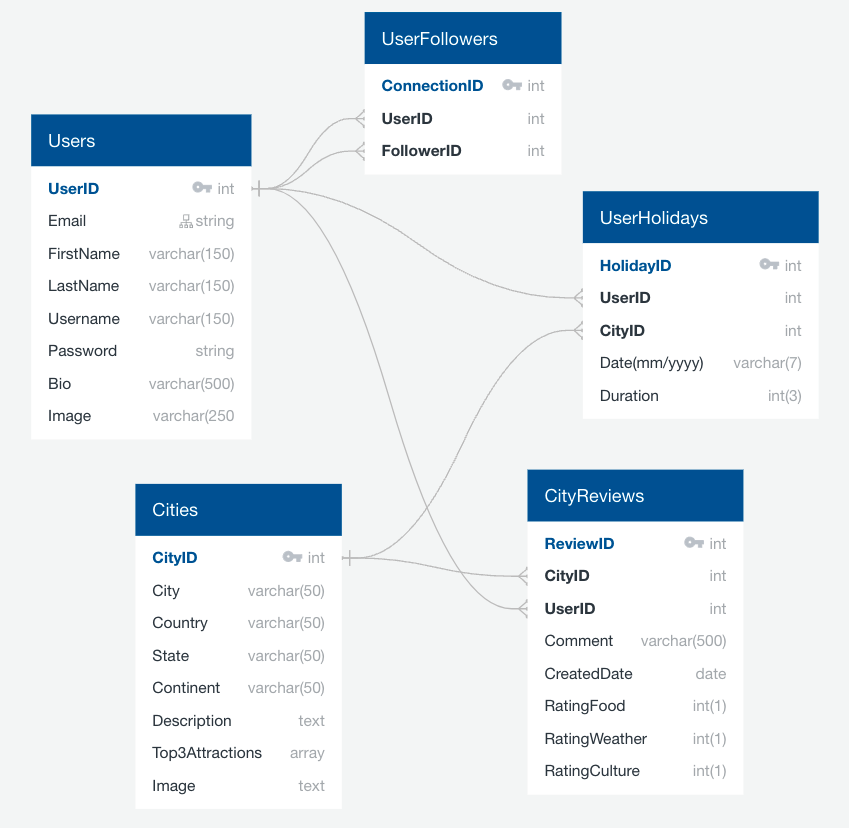 UserFollowers
ConnectionID int
UserID int
FollowerID int
Users
UserID int
Email string
FirstName varchar(150)
LastName varchar(150)
Username varchar(150)
Password string
Bio varchar(500)
Image varchar(250
UserHolidays
HolidayID int
UserID int
CityID int
Date(mm/yyyy) varchar(7)
Duration int(3)
Cities
CityID int
City varchar(50)
Country varchar(50)
State varchar(50)
Continent varchar(50)
Description text
Top3Attractions array
Image text
CityReviews
ReviewID int
CityID int
UserID int
Comment varchar(500)
CreatedDate date
RatingFood int(1)
RatingWeather int(1)
RatingCulture int(1)